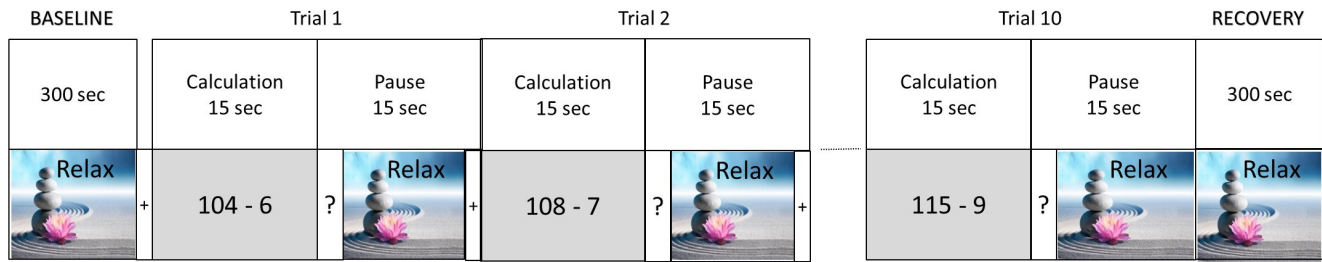 BASELINE
Trial 1
Trial 2
Trial 10
RECOVERY
300 sec
Calculation
15 sec
Pause
15 sec
Calculation
15 sec
Pause
15 sec
Calculation
15 sec
Pause
15 sec
300 sec
Relax
+
104 - 6
?
Relax
+
108 - 7
?
Relax
+
115 - 9
?
Relax
Relax